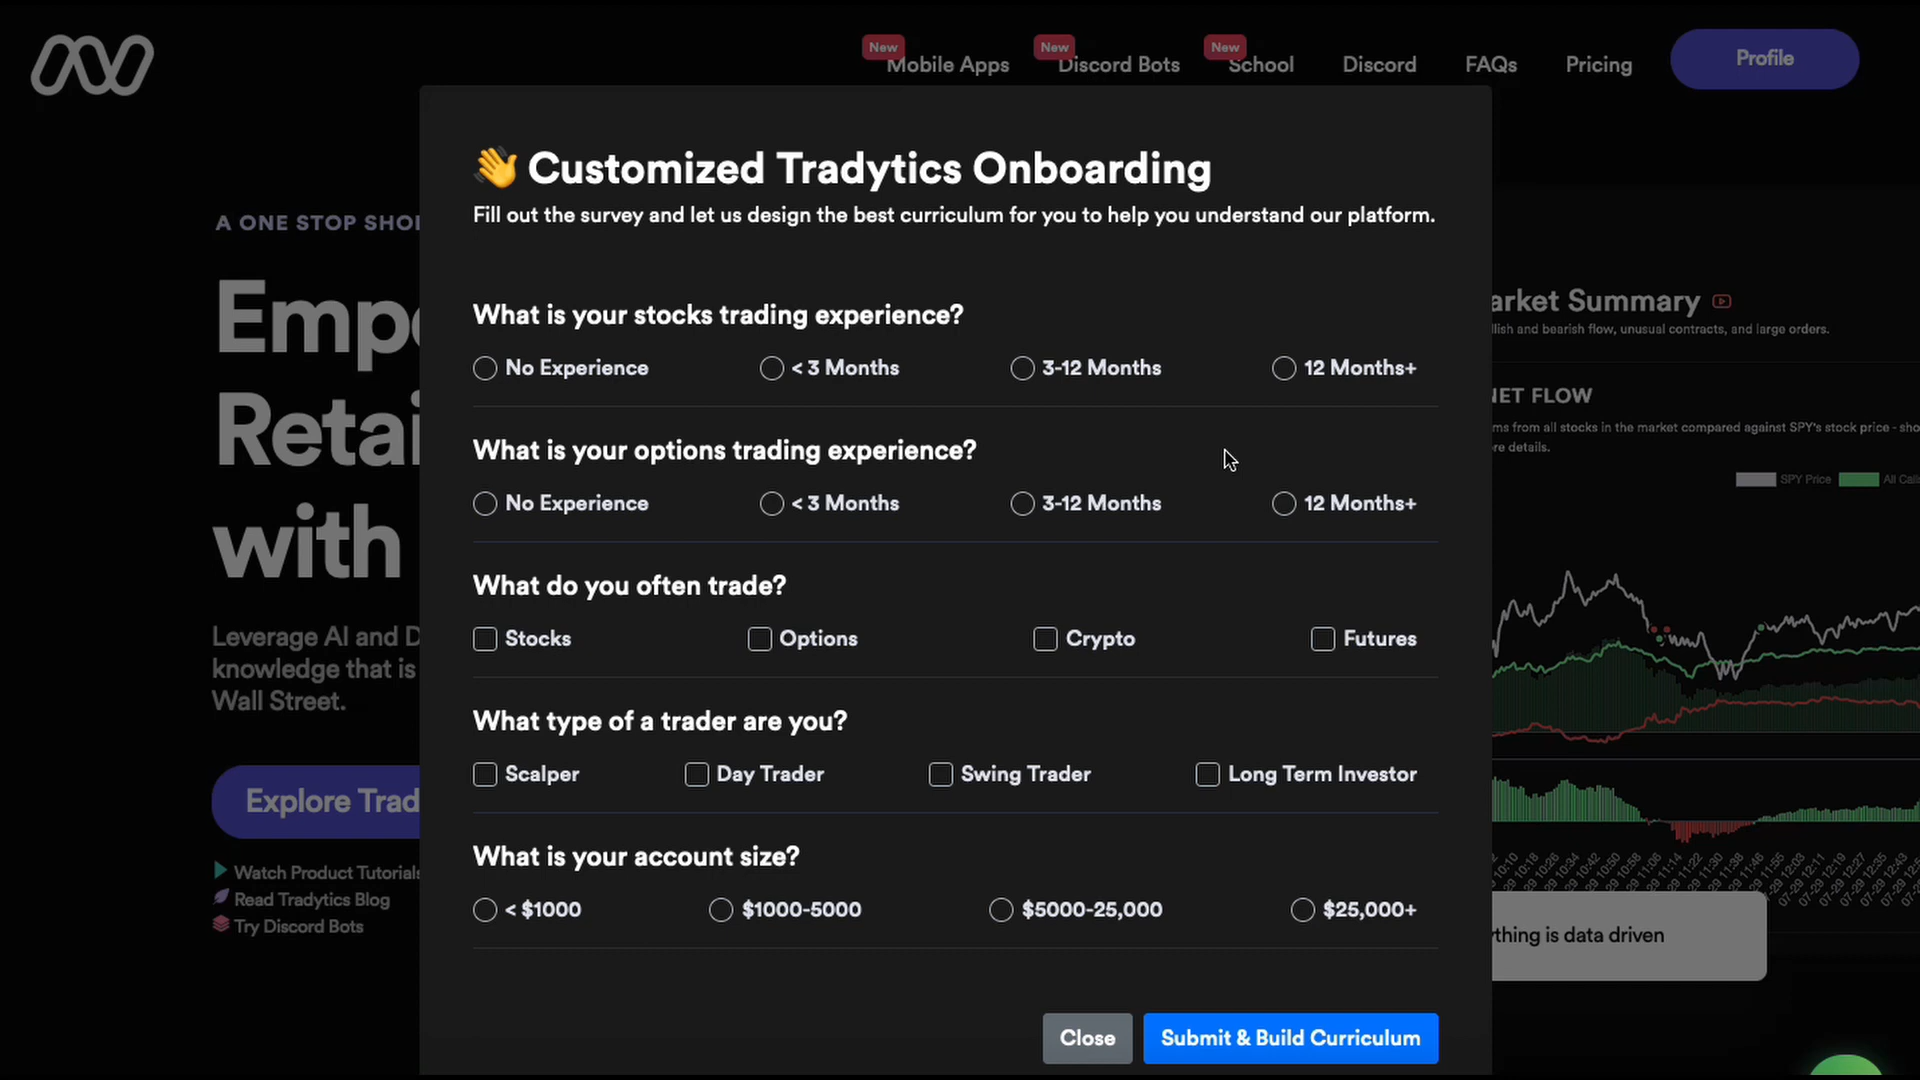 New
Mobile Apps
New
Discord Bots
New
School
Discord
FAQs
Pricing
Profile
👋 Customized Tradytics Onboarding
Fill out the survey and let us design the best curriculum for you to help you understand our platform.
What is your stocks trading experience?
No Experience
< 3 Months
3-12 Months
12 Months+
What is your options trading experience?
No Experience
< 3 Months
3-12 Months
12 Months+
What do you often trade?
Stocks
Options
Crypto
Futures
What type of a trader are you?
Scalper
Day Trader
Swing Trader
Long Term Investor
What is your account size?
< $1000
$1000-5000
$5000-25,000
$25,000+
Close
Submit & Build Curriculum
A ONE STOP SHO
Emp
Retai
with
Leverage AI and D
knowledge that is
Wall Street.
Explore Trad
Watch Product Tutorials
Read Tradytics Blog
Try Discord Bots
arket Summary
lish and bearish flow, unusual contracts, and large orders.
NET FLOW
ms from all stocks in the market compared against SPY's stock price - sho
re details.
SPY Price
All Calls
ything is data driven